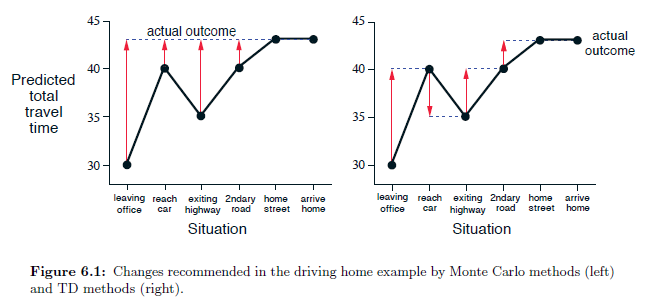 45
40
35
30
Predicted
total
travel
time
actual outcome
leaving office
reach car
exiting highway
2ndary road
home street
arrive home
Situation
45
40
35
30
actual
outcome
leaving office
reach car
exiting highway
2ndary road
home street
arrive home
Situation
Figure 6.1: Changes recommended in the driving home example by Monte Carlo methods (left)
and TD methods (right).